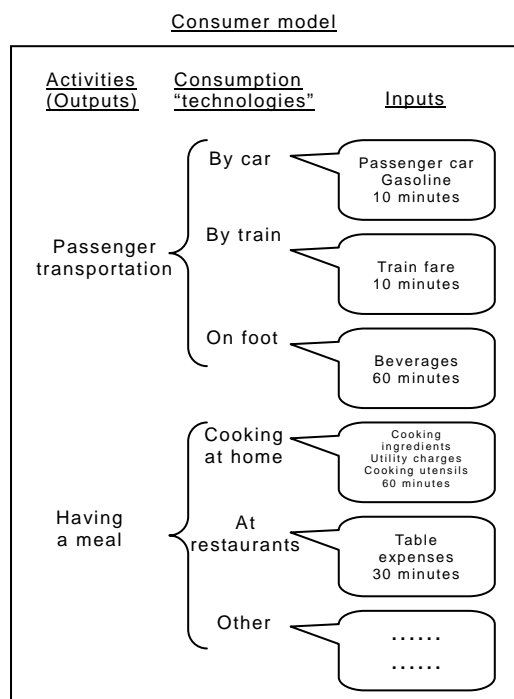 Consumer model
Activities
(Outputs)
Consumption
“technologies”
Inputs
Passenger
transportation
By car
Passenger car
Gasoline
10 minutes
By train
Train fare
10 minutes
On foot
Beverages
60 minutes
Having
a meal
Cooking
at home
Cooking
ingredients
Utility charges
Cooking utensils
60 minutes
At
restaurants
Table
expenses
30 minutes
Other
......
......